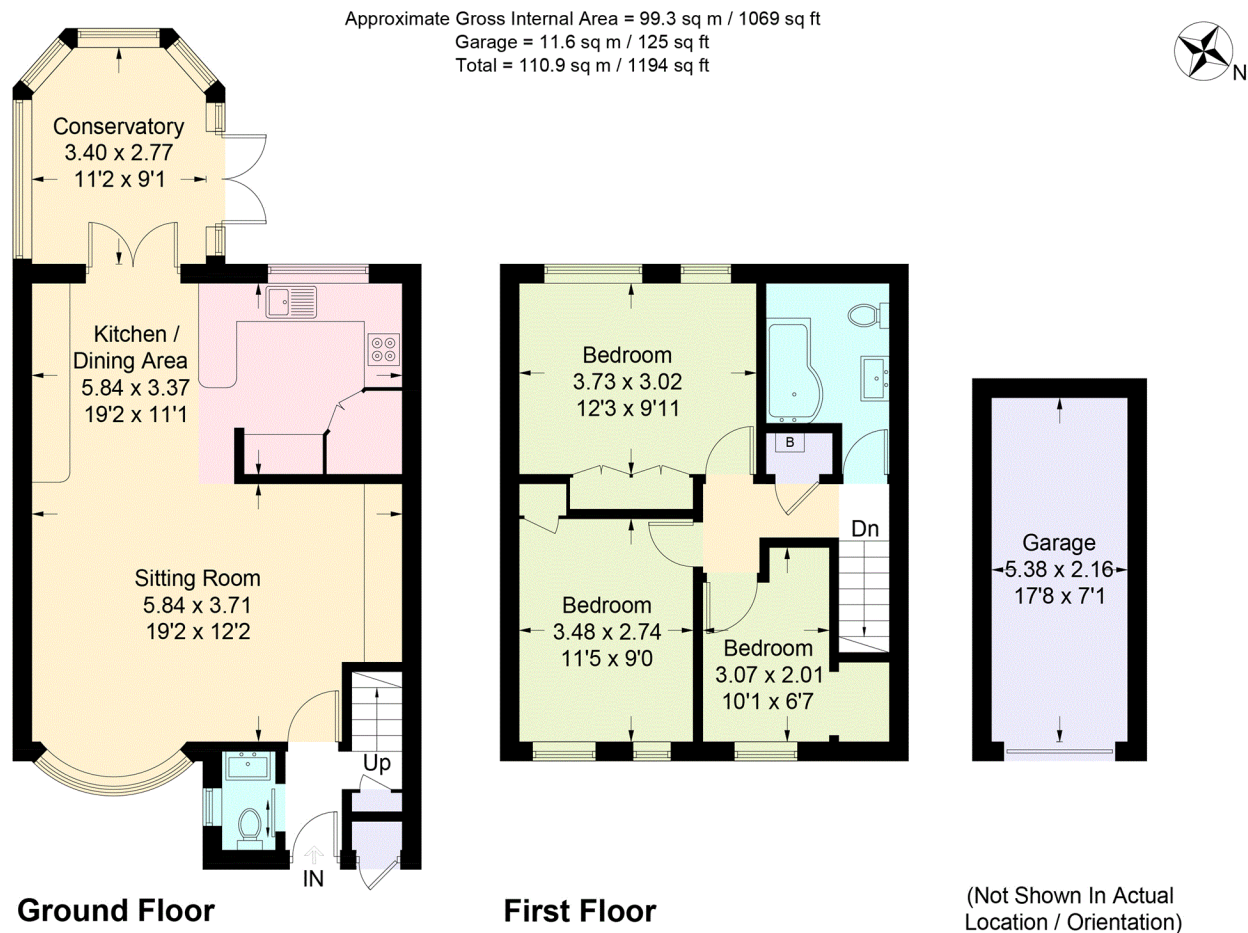 Approximate Gross Internal Area = 99.3 sq m / 1069 sq ft
Garage = 11.6 sq m / 125 sq ft
Total = 110.9 sq m / 1194 sq ft
N
Conservatory
3.40 x 2.77
11'2 x 9'1
Kitchen /
Dining Area
5.84 x 3.37
19'2 x 11'1
Sitting Room
5.84 x 3.71
19'2 x 12'2
Up
IN
Ground Floor
Bedroom
3.73 x 3.02
12'3 x 9'11
B
Dn
Bedroom
3.48 x 2.74
11'5 x 9'0
Bedroom
3.07 x 2.01
10'1 x 6'7
First Floor
Garage
5.38 x 2.16
17'8 x 7'1
(Not Shown In Actual
Location / Orientation)